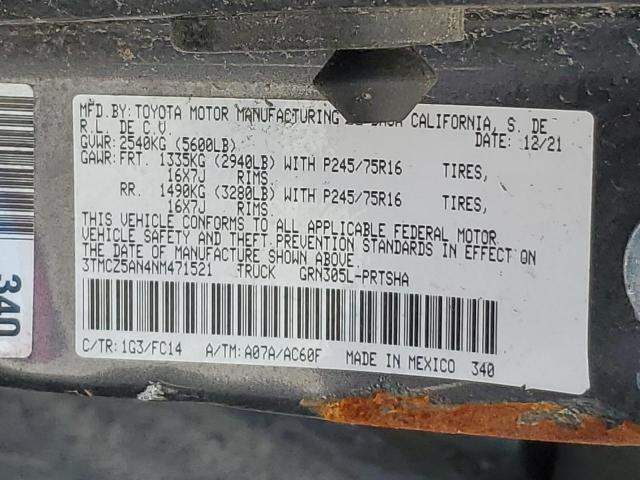 MFD.BY: TOYOTA MOTOR MANUFACTURING CALIFORNIA, S. DE
R.L. DE C.V. DATE: 12/21
GVWR: 2540KG (5600LB)
GAWR: FRT. 1335KG (2940LB) WITH P245/75R16 TIRES,
16X7J RIMS
RR. 1490KG (3280LB) WITH P245/75R16 TIRES,
16X7J RIMS
THIS VEHICLE CONFORMS TO ALL APPLICABLE FEDERAL MOTOR
VEHICLE SAFETY AND THEFT PREVENTION STANDARDS IN EFFECT ON
THE DATE OF MANUFACTURE SHOWN ABOVE
3TMCZ5AN4NM471521 TRUCK GRN305L-PRTSHA
C/TR: 1G3/FC14 A/TM: A07A/AC60F MADE IN MEXICO 340
340